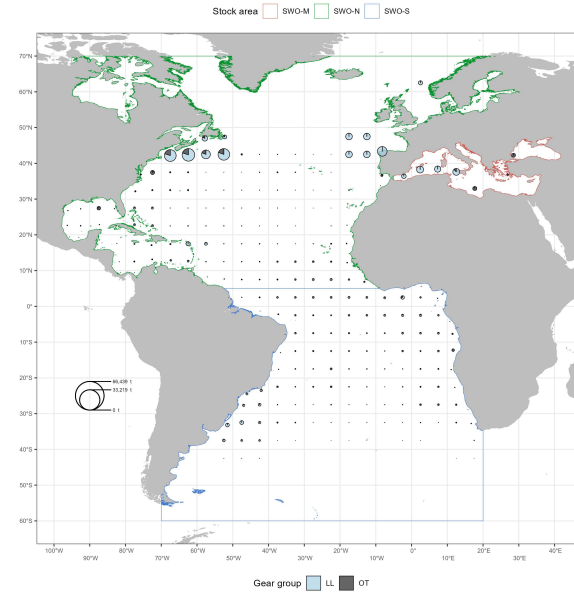 Stock area SWO-M SWO-N SWO-S
70°N
60°N
50°N
40°N
30°N
20°N
10°N
0°
10°S
20°S
66,439 t
33,219 t
0 t
30°S
40°S
50°S
60°S
100°W 80°W 60°W 40°W 20°W 0° 20°E 40°E
90°W 70°W 50°W 30°W 10°W 10°E 30°E
Gear group LL OT